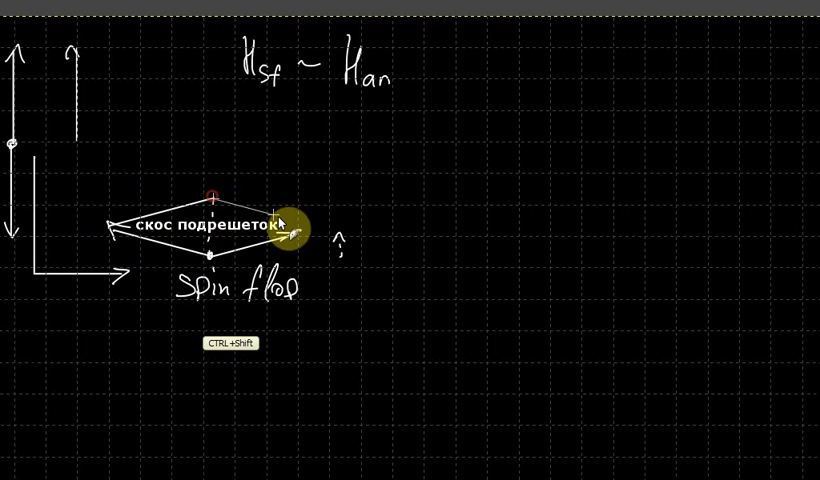 H_sf ~ H_an
скос подрешеток
spin flop
CTRL+Shift